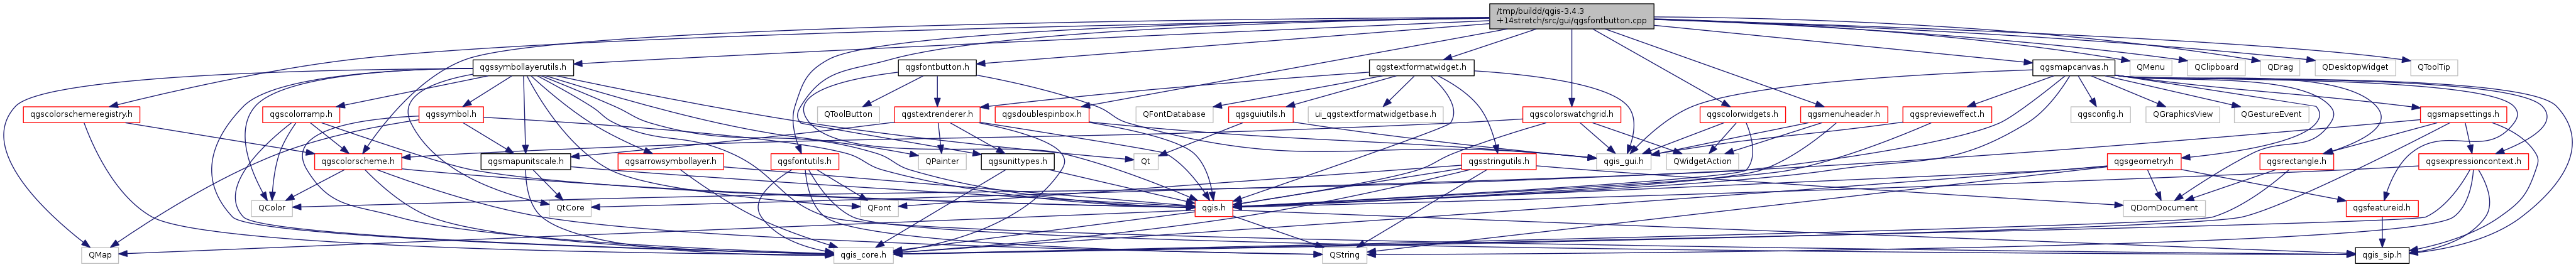 /tmp/buildd/qgis-3.4.3
+14stretch/src/gui/qgsfontbutton.cpp
qgssymbollayerutils.h
qgsfontbutton.h
qgstextformatwidget.h
qgsmapcanvas.h
QMenu
QClipboard
QDrag
QDesktopWidget
QToolTip
qgscolorschemeregistry.h
qgscolorramp.h
qgssymbol.h
QToolButton
qgstextrenderer.h
qgsdoublespinbox.h
QFontDatabase
qgsguiutils.h
ui_qgstextformatwidgetbase.h
qgscolorswatchgrid.h
qgscolorwidgets.h
qgsmenuheader.h
qgsprevieweffect.h
qgsconfig.h
QGraphicsView
QGestureEvent
qgsmapsettings.h
qgscolorscheme.h
qgsmapunitscale.h
qgsarrowsymbollayer.h
qgsfontutils.h
QPainter
qgsunittypes.h
Qt
qgsstringutils.h
qgis_gui.h
QWidgetAction
qgsgeometry.h
qgsrectangle.h
qgsexpressioncontext.h
QColor
QtCore
QFont
qgis.h
QDomDocument
qgsfeatureid.h
QMap
qgis_core.h
QString
qgis_sip.h